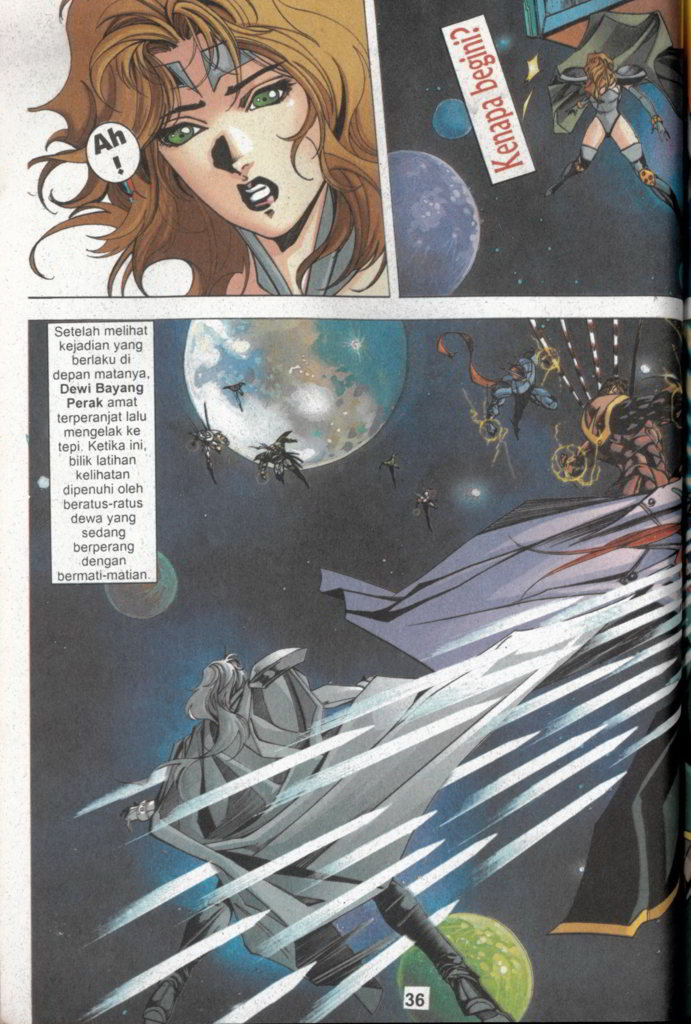 Ah
!
Kenapa begini!?
Setelah melihat
kejadian yang
berlaku di
depan matanya,
Dewi Bayang
Perak amat
terperanjat lalu
mengelak ke
tepi. Ketika ini,
bilik latihan
kelihatan
dipenuhi oleh
beratus-ratus
dewa yang
sedang
berperang
dengan
bermati-matian.
36